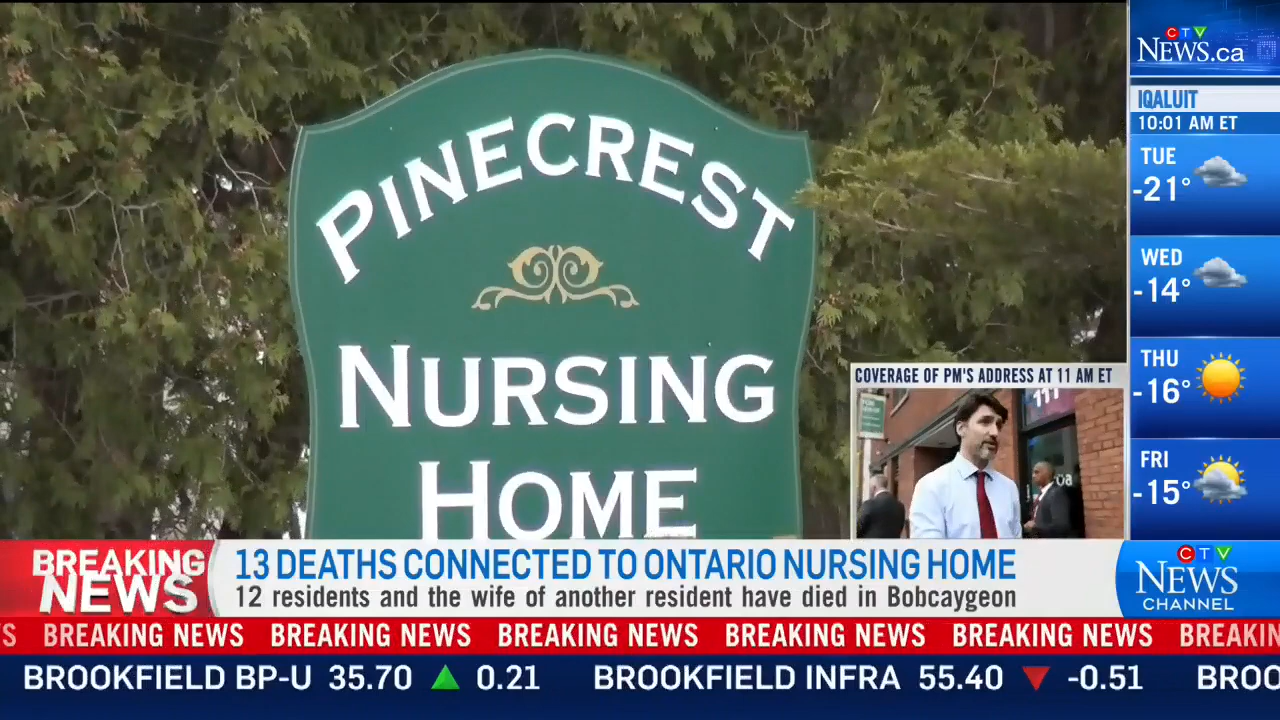 PINECREST
NURSING
HOME
CTV
NEWS.ca
IQALUIT
10:01 AM ET
TUE
-21°
WED
-14°
THU
-16°
FRI
-15°
COVERAGE OF PM'S ADDRESS AT 11 AM ET
111
BREAKING
NEWS
13 DEATHS CONNECTED TO ONTARIO NURSING HOME
12 residents and the wife of another resident have died in Bobcaygeon
CTV
NEWS
CHANNEL
S BREAKING NEWS BREAKING NEWS BREAKING NEWS BREAKING NEWS BREAKING NEWS BREAKIN
BROOKFIELD BP-U 35.70 ▲ 0.21 BROOKFIELD INFRA 55.40 ▼ -0.51 BROO